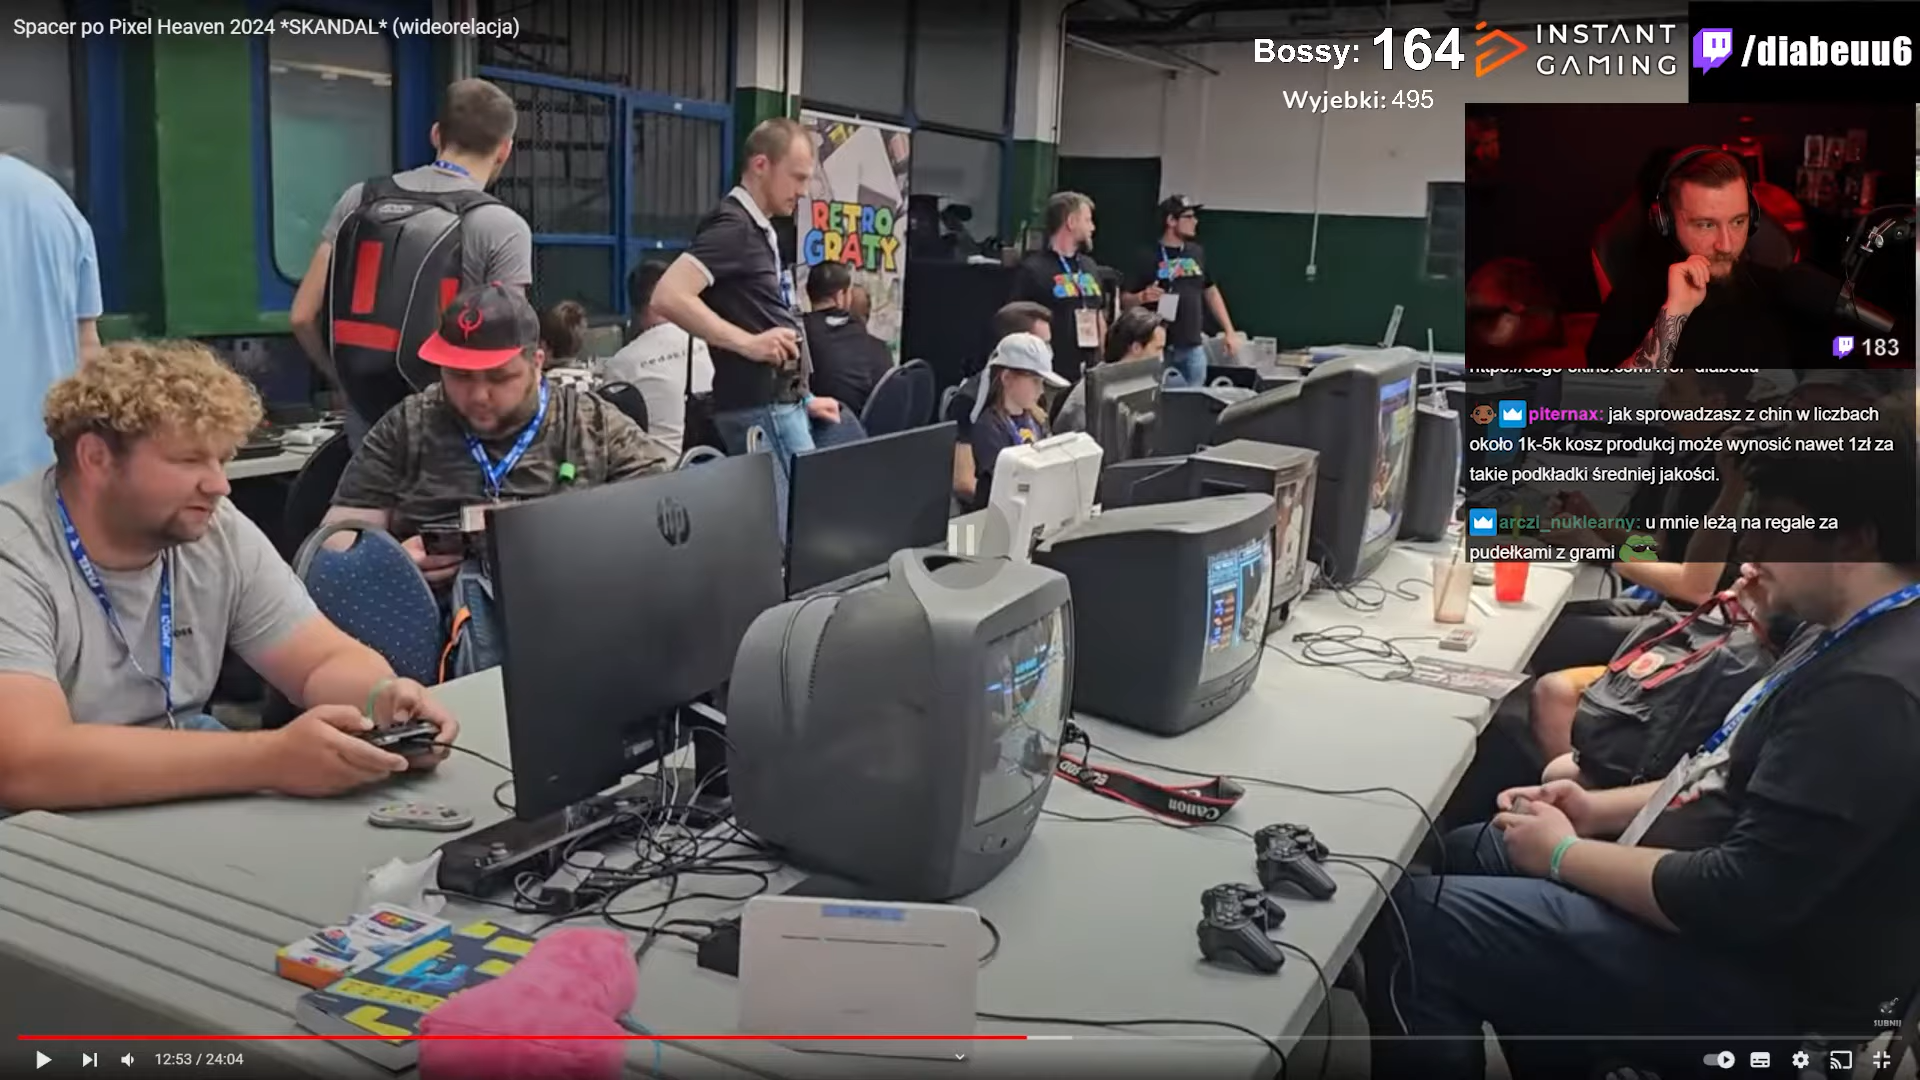 Spacer po Pixel Heaven 2024 *SKANDAL* (wideorelacja)
Bossy: 164
Wyjebki: 495
INSTANT
GAMING
/diabeuu6
183
piternax: jak sprowadzasz z chin w liczbach
około 1k-5k kosz produkcj może wynosić nawet 1zł za
takie podkładki średniej jakości.
arczi_nuklearny: u mnie leżą na regale za
pudełkami z grami
RETRO
GRATY
hp
Canon
SUBNIJ
12:53 / 24:04